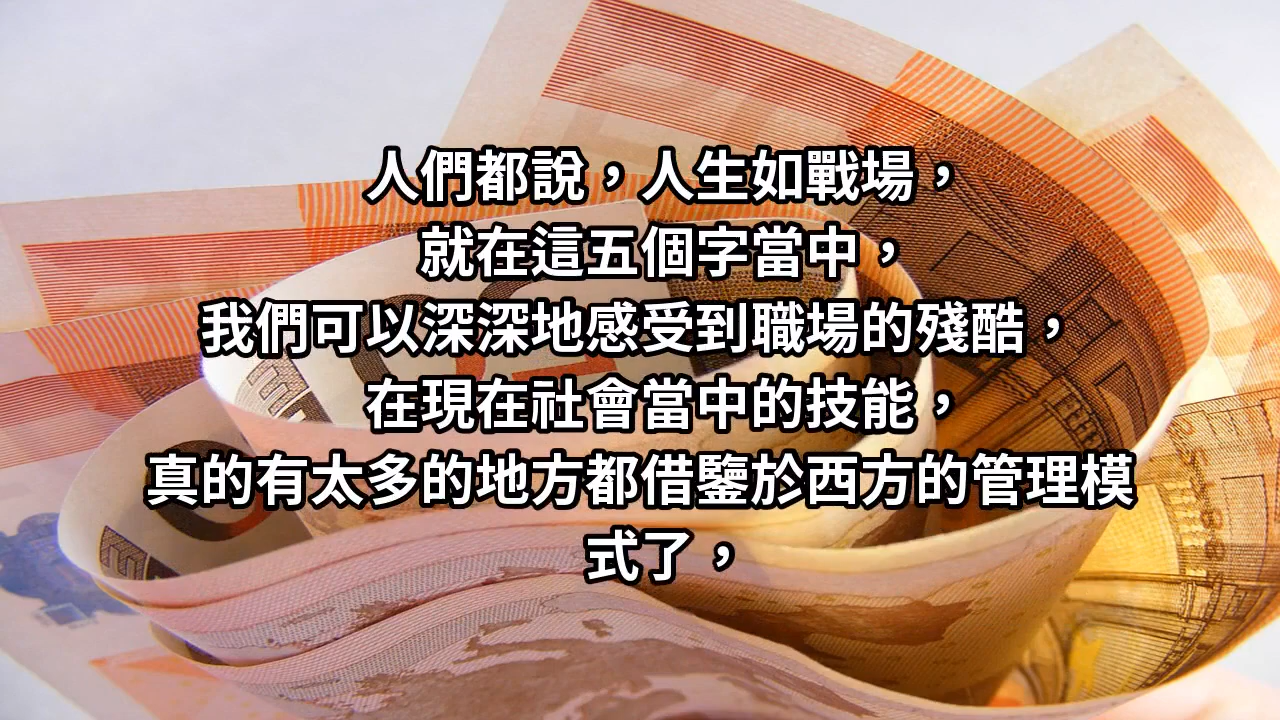 人們都說，人生如戰場，
就在這五個字當中，
我們可以深深地感受到職場的殘酷，
在現在社會當中的技能，
真的有太多的地方都借鑒於西方的管理模
式了，